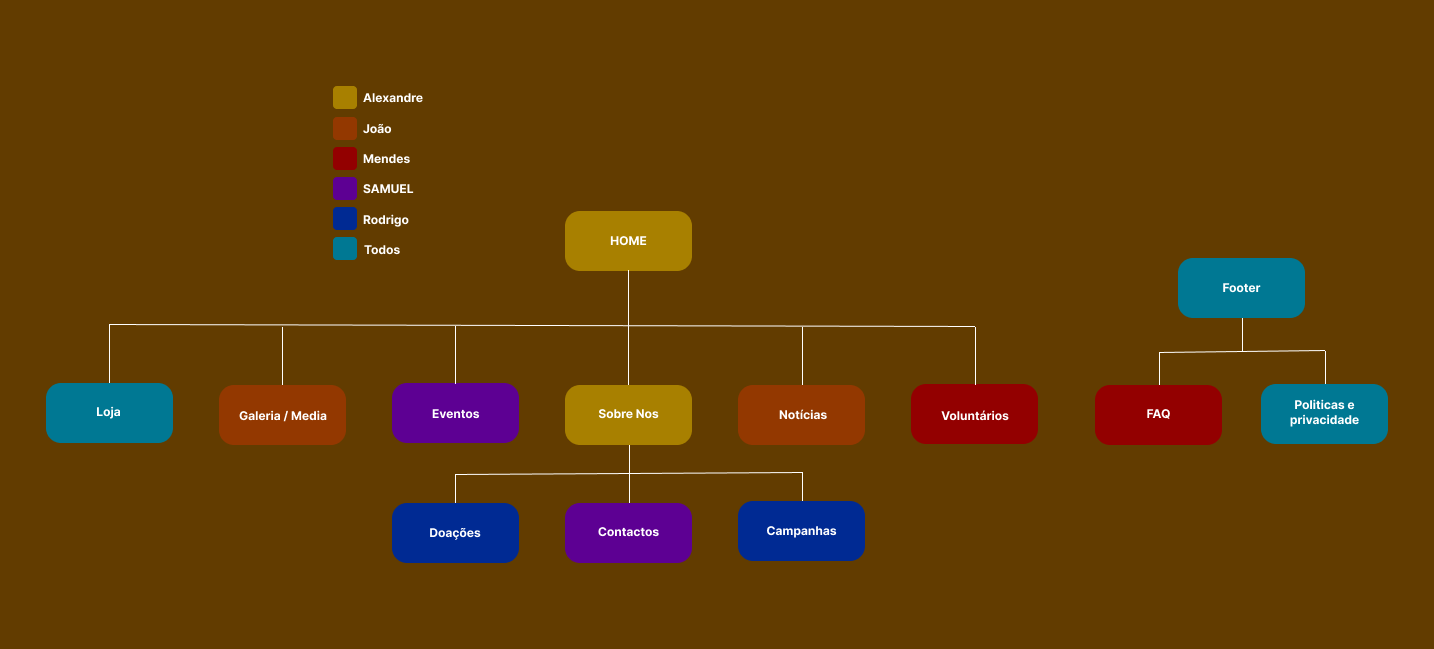 Alexandre
João
Mendes
SAMUEL
Rodrigo
Todos
HOME
Footer
Loja
Galeria / Media
Eventos
Sobre Nos
Notícias
Voluntários
FAQ
Politicas e
privacidade
Doações
Contactos
Campanhas